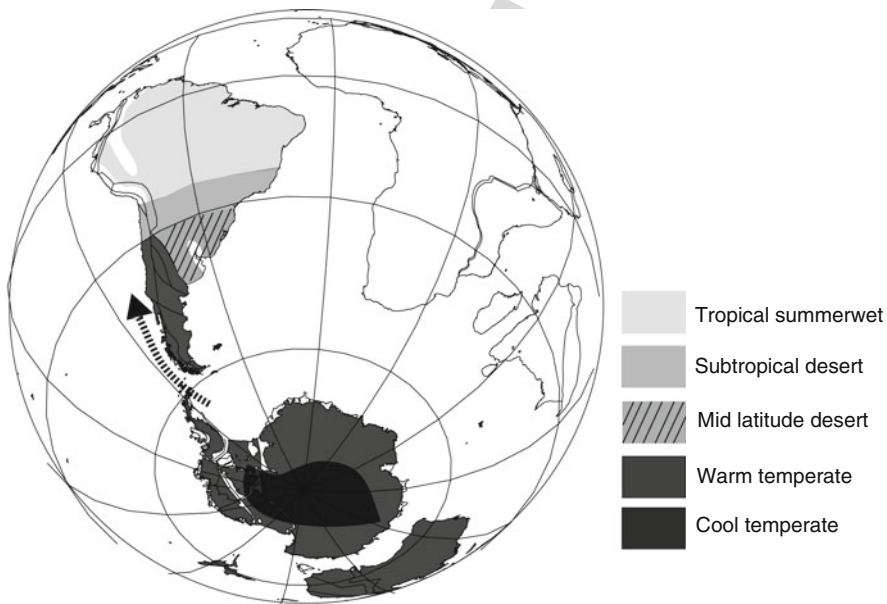 Tropical summerwet
Subtropical desert
Mid latitude desert
Warm temperate
Cool temperate